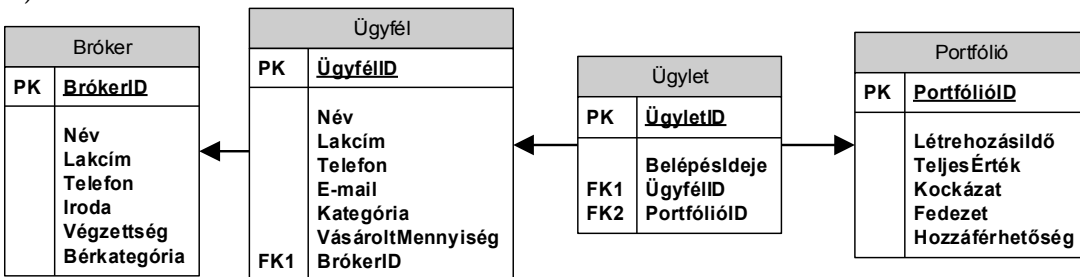 Bróker
PK BrókerID
Név
Lakcím
Telefon
Iroda
Végzettség
Bérkategória
Ügyfél
PK ÜgyfélID
Név
Lakcím
Telefon
E-mail
Kategória
VásároltMennyiség
FK1 BrókerID
Ügylet
PK ÜgyletID
BelépésIdeje
FK1 ÜgyfélID
FK2 PortfólióID
Portfólió
PK PortfólióID
LétrehozásiIdő
TeljesÉrték
Kockázat
Fedezet
Hozzáférhetőség